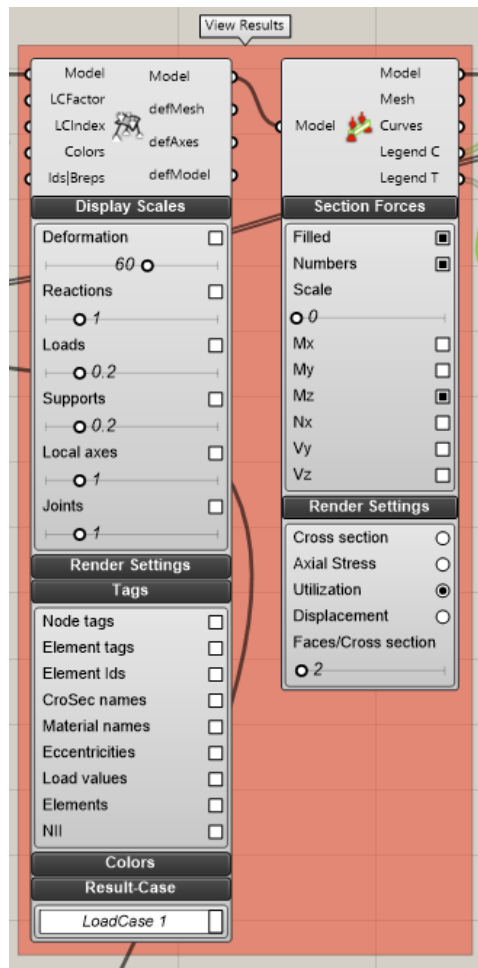 View Results
Model Model
LCFactor defMesh
LCIndex defAxes
Colors defModel
Ids|Breps
Display Scales
Deformation
60
Reactions
1
Loads
0.2
Supports
0.2
Local axes
1
Joints
1
Render Settings
Tags
Node tags
Element tags
Element Ids
CroSec names
Material names
Eccentricities
Load values
Elements
NII
Colors
Result-Case
LoadCase 1
Model
Mesh
Model Curves
Legend C
Legend T
Section Forces
Filled
Numbers
Scale
0
Mx
My
Mz
Nx
Vy
Vz
Render Settings
Cross section
Axial Stress
Utilization
Displacement
Faces/Cross section
2